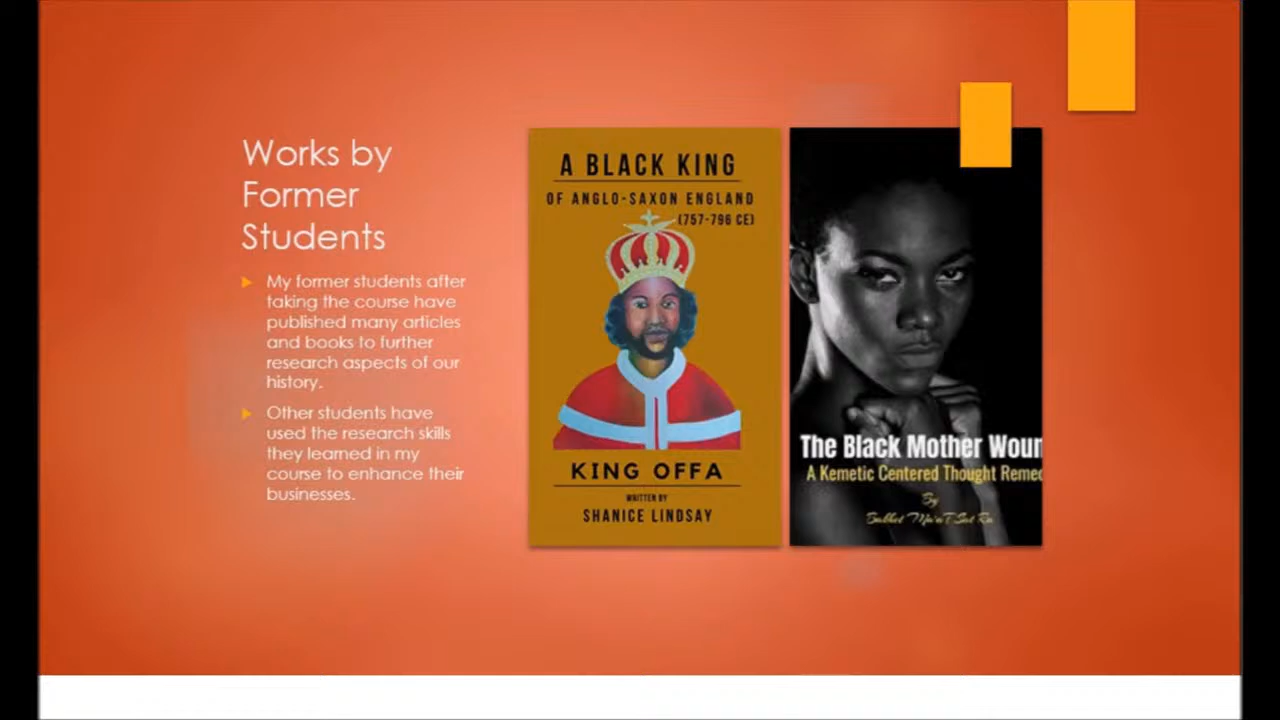 Works by
Former
Students
My former students after
taking the course have
published many articles
and books to further
research aspects of our
history.
Other students have
used the research skills
they learned in my
course to enhance their
businesses.
A BLACK KING
OF ANGLO-SAXON ENGLAND
(757-796 CE)
KING OFFA
WRITTEN BY
SHANICE LINDSAY
The Black Mother Woun
A Kemetic Centered Thought Remed
By